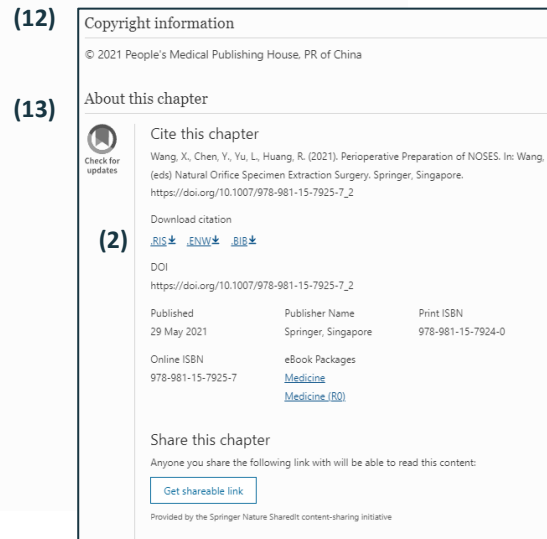 (12)
Copyright information
© 2021 People's Medical Publishing House, PR of China
(13)
About this chapter
Check for
updates
Cite this chapter
Wang, X., Chen, Y., Yu, L., Huang, R. (2021). Perioperative Preparation of NOSES. In: Wang,
(eds) Natural Orifice Specimen Extraction Surgery. Springer, Singapore.
https://doi.org/10.1007/978-981-15-7925-7_2
Download citation
(2)
.RIS .ENW .BIB
DOI
https://doi.org/10.1007/978-981-15-7925-7_2
Published Publisher Name Print ISBN
29 May 2021 Springer, Singapore 978-981-15-7924-0
Online ISBN eBook Packages
978-981-15-7925-7 Medicine
Medicine (R0)
Share this chapter
Anyone you share the following link with will be able to read this content:
Get shareable link
Provided by the Springer Nature SharedIt content-sharing initiative